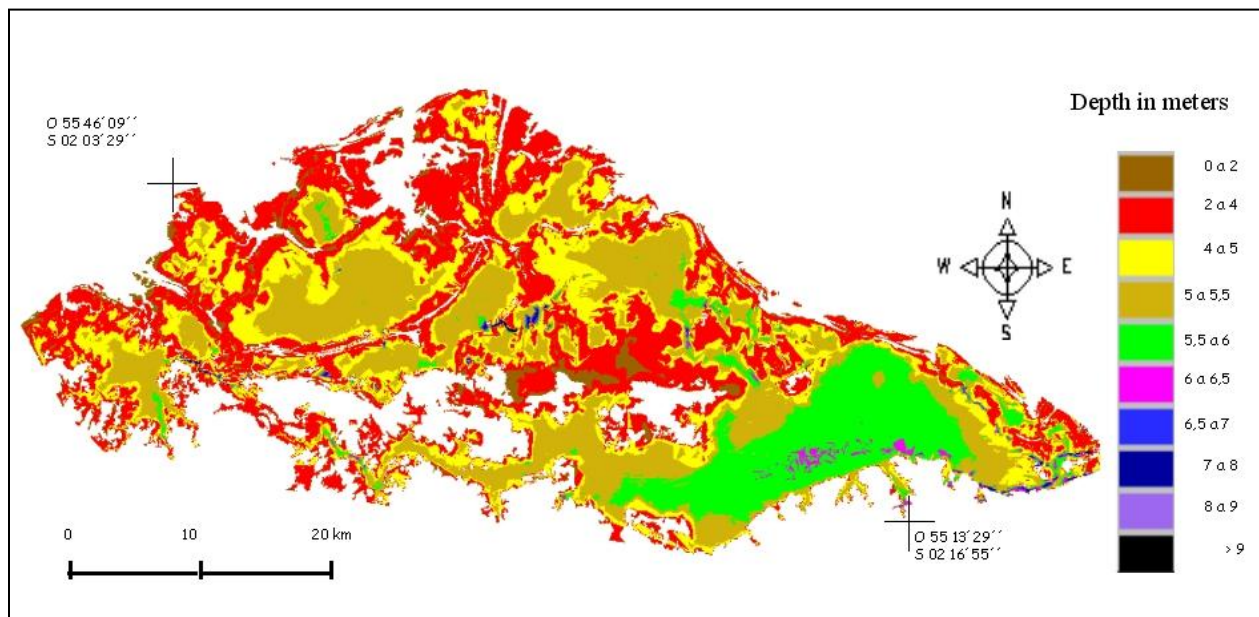 Depth in meters
O 55 46´09´´
S 02 03´29´´
0 a 2
2 a 4
4 a 5
5 a 5,5
5,5 a 6
6 a 6,5
6,5 a 7
7 a 8
8 a 9
> 9
N
W E
S
0 10 20 km
O 55 13´29´´
S 02 16´55´´